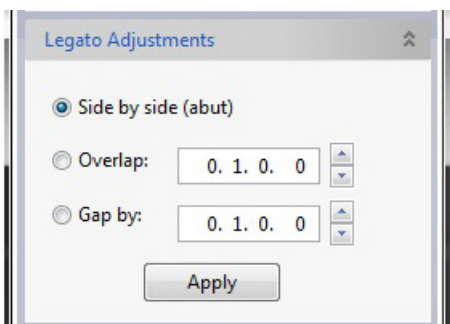 Legato Adjustments
Side by side (abut)
Overlap: 0. 1. 0. 0
Gap by: 0. 1. 0. 0
Apply